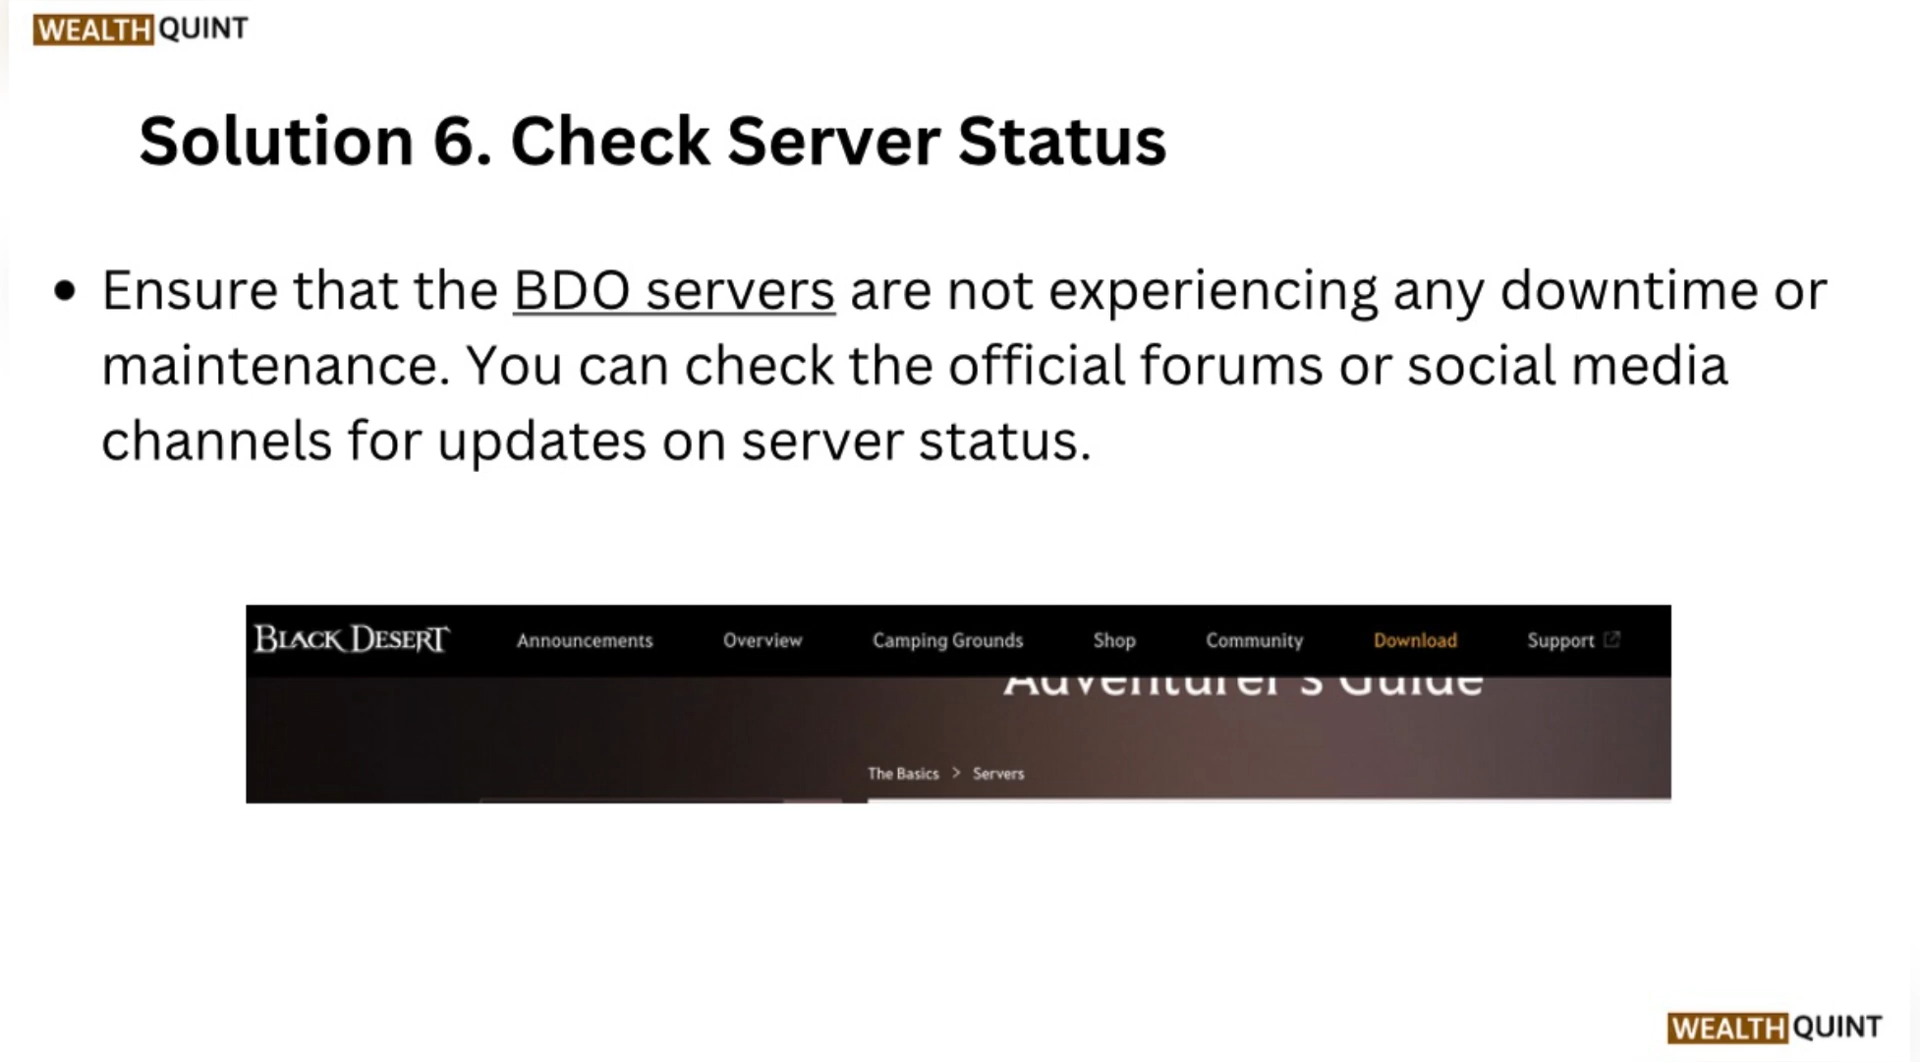 WEALTH QUINT
Solution 6. Check Server Status
• Ensure that the BDO servers are not experiencing any downtime or
maintenance. You can check the official forums or social media
channels for updates on server status.
BLACK DESERT Announcements Overview Camping Grounds Shop Community Download Support
Adventurer's Guide
The Basics > Servers
WEALTH QUINT